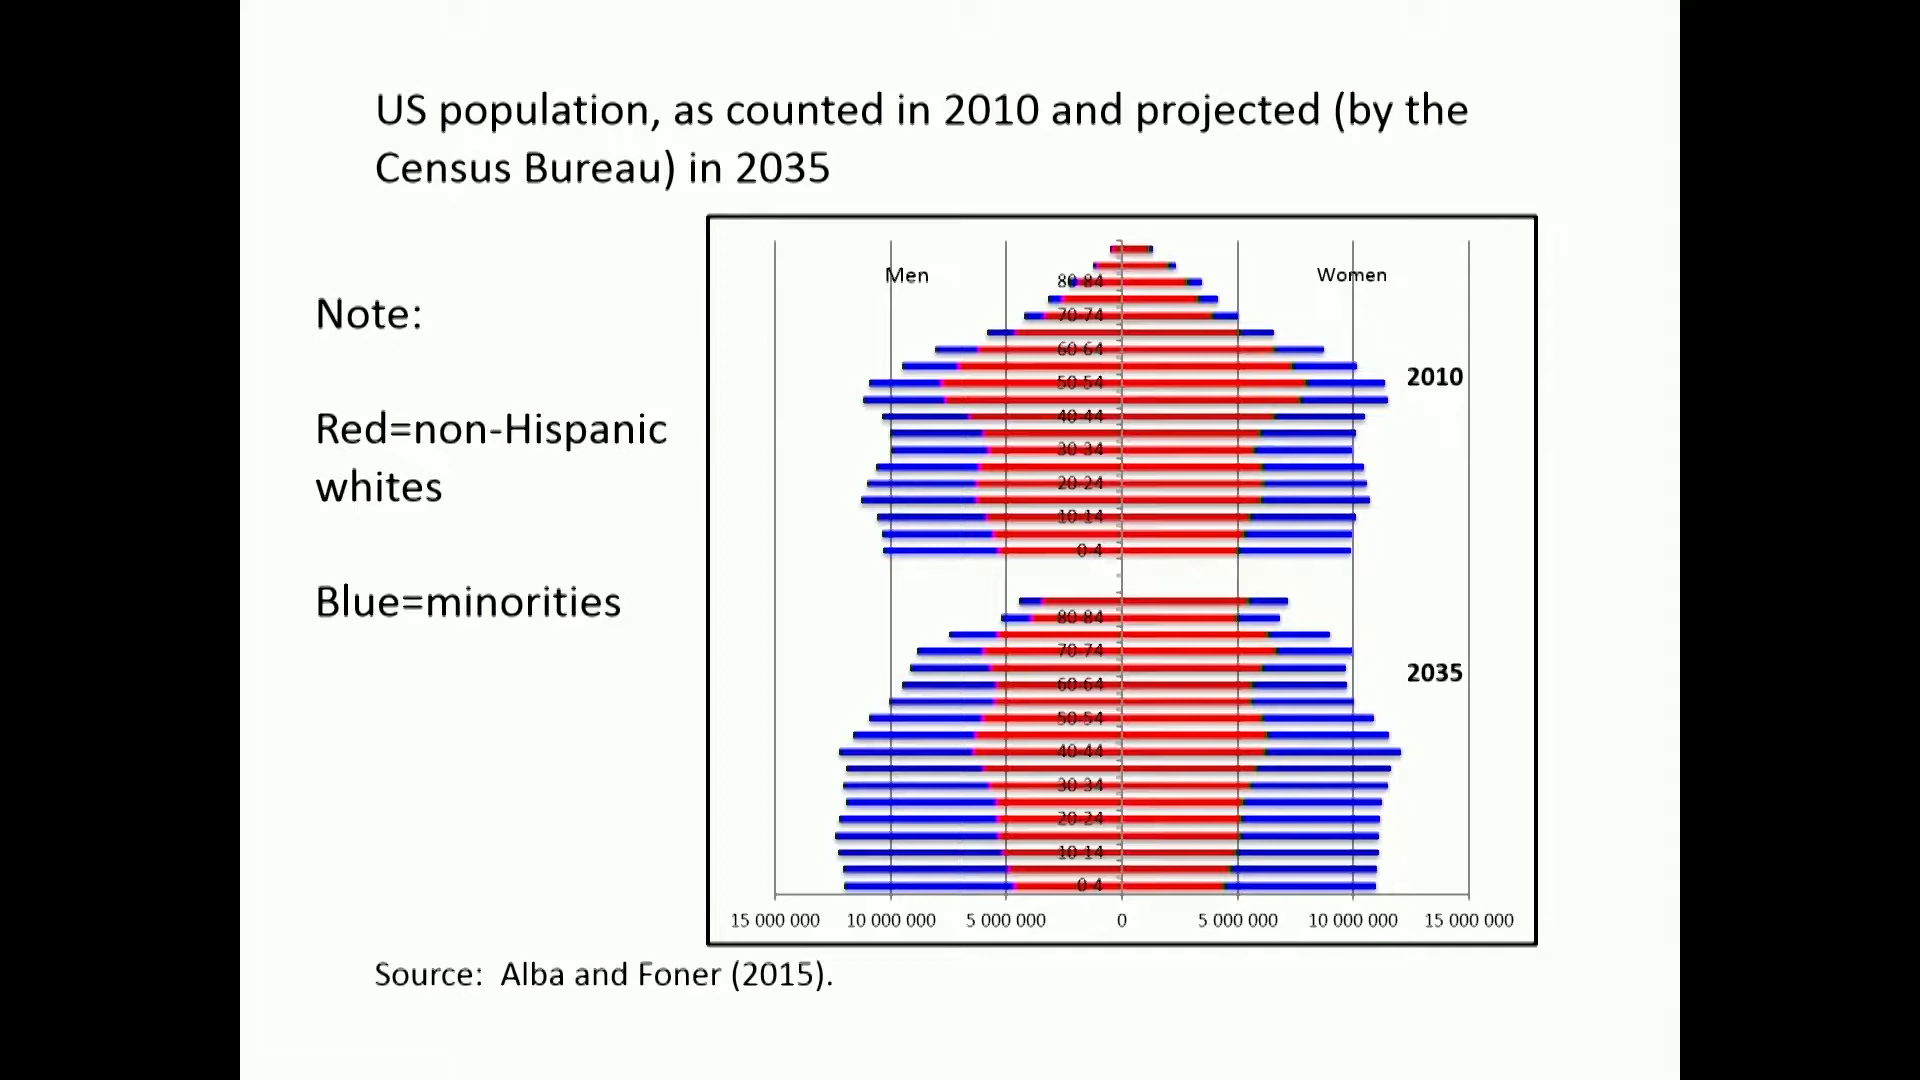 US population, as counted in 2010 and projected (by the
Census Bureau) in 2035
Note:
Red=non-Hispanic
whites
Blue=minorities
Men
Women
80-84
70-74
60-64
50-54
40-44
30-34
20-24
10-14
0-4
2010
80-84
70-74
60-64
50-54
40-44
30-34
20-24
10-14
0-4
2035
15 000 000 10 000 000 5 000 000 0 5 000 000 10 000 000 15 000 000
Source: Alba and Foner (2015).